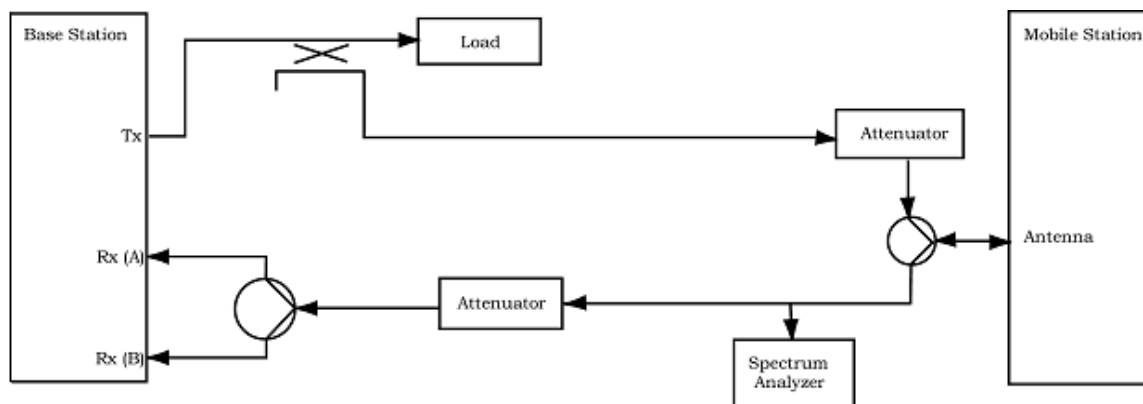 Base Station
Load
Mobile Station
Tx
Attenuator
Rx (A)
Antenna
Attenuator
Rx (B)
Spectrum
Analyzer